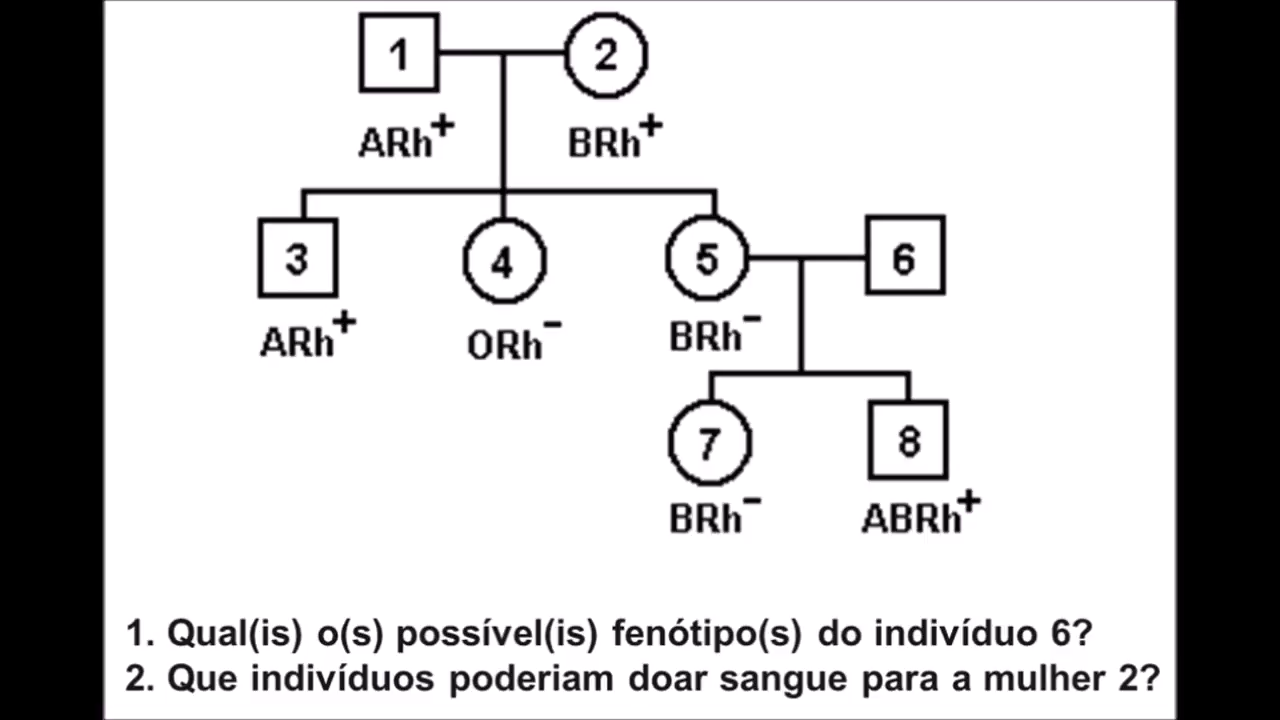 1 2
ARh+ BRh+
3 4 5 6
ARh+ ORh- BRh-
7 8
BRh- ABRh+
1. Qual(is) o(s) possível(is) fenótipo(s) do indivíduo 6?
2. Que indivíduos poderiam doar sangue para a mulher 2?